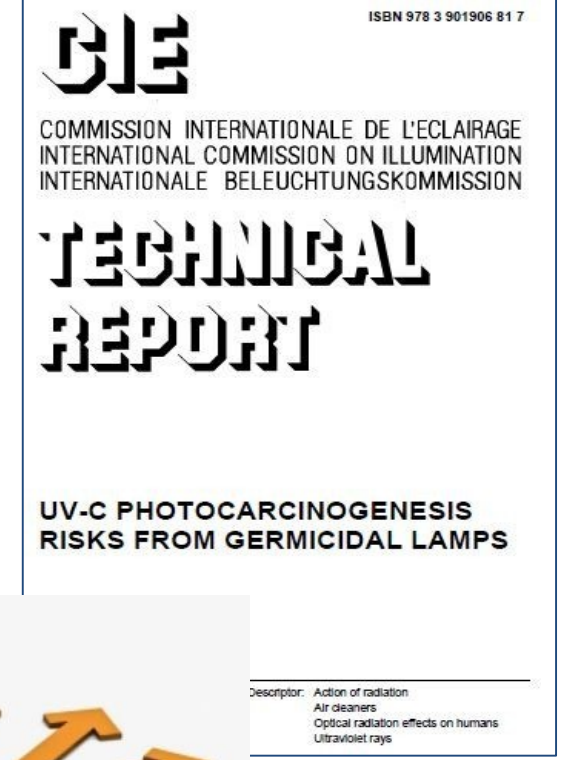 ISBN 978 3 901906 81 7
CIE
COMMISSION INTERNATIONALE DE L'ECLAIRAGE
INTERNATIONAL COMMISSION ON ILLUMINATION
INTERNATIONALE BELEUCHTUNGSKOMMISSION
TECHNICAL
REPORT
UV-C PHOTOCARCINOGENESIS
RISKS FROM GERMICIDAL LAMPS
Descriptor: Action of radiation
Air cleaners
Optical radiation effects on humans
Ultraviolet rays